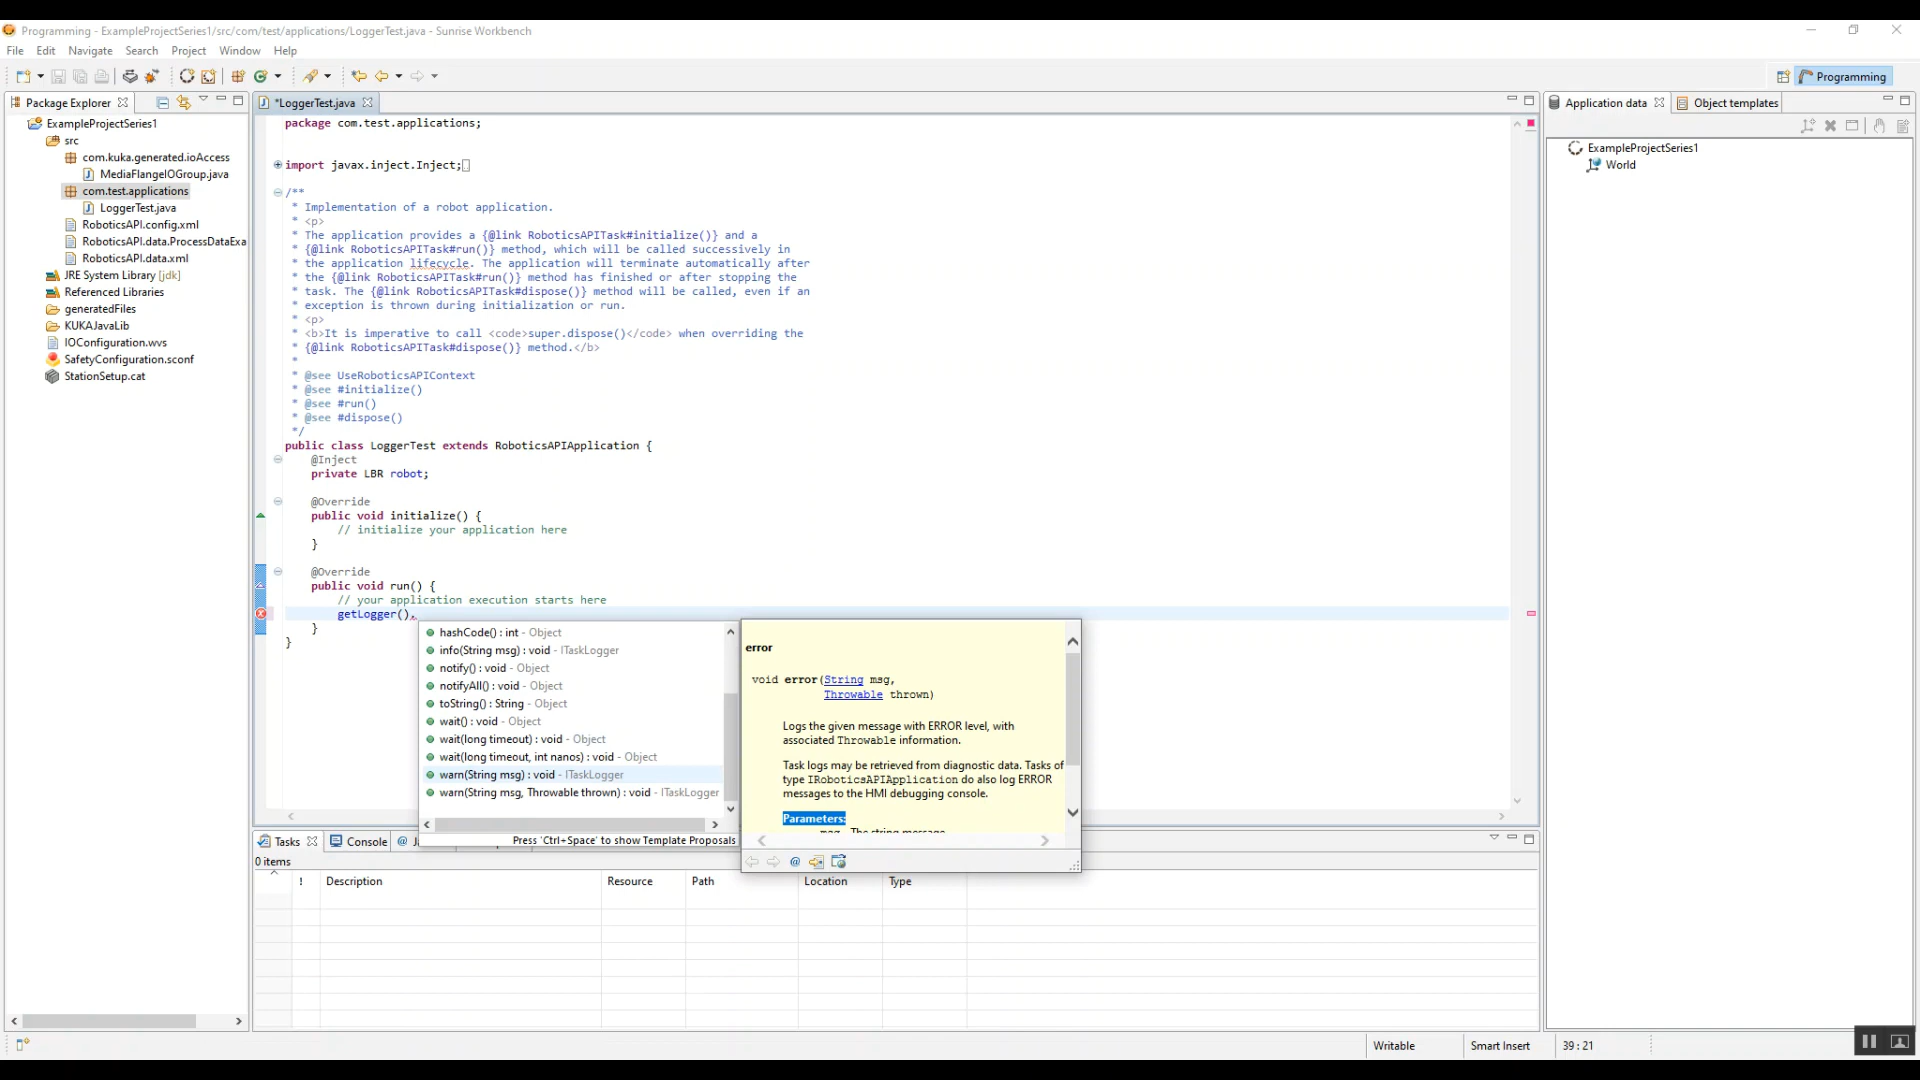 Programming - ExampleProjectSeries1/src/com/test/applications/LoggerTest.java - Sunrise Workbench
File Edit Navigate Search Project Window Help
Programming
Package Explorer
ExampleProjectSeries1
src
com.kuka.generated.ioAccess
MediaFlangeIOGroup.java
com.test.applications
LoggerTest.java
RoboticsAPI.config.xml
RoboticsAPI.data.ProcessDataExa
RoboticsAPI.data.xml
JRE System Library [jdk]
Referenced Libraries
generatedFiles
KUKAJavaLib
IOConfiguration.wvs
SafetyConfiguration.sconf
StationSetup.cat
*LoggerTest.java
package com.test.applications;
import javax.inject.Inject;
/**
* Implementation of a robot application.
* <p>
* The application provides a {@link RoboticsAPITask#initialize()} and a
* {@link RoboticsAPITask#run()} method, which will be called successively in
* the application lifecycle. The application will terminate automatically after
* the {@link RoboticsAPITask#run()} method has finished or after stopping the
* task. The {@link RoboticsAPITask#dispose()} method will be called, even if an
* exception is thrown during initialization or run.
* <p>
* <b>It is imperative to call <code>super.dispose()</code> when overriding the
* {@link RoboticsAPITask#dispose()} method.</b>
*
* @see UseRoboticsAPIContext
* @see #initialize()
* @see #run()
* @see #dispose()
*/
public class LoggerTest extends RoboticsAPIApplication {
@Inject
private LBR robot;
@Override
public void initialize() {
// initialize your application here
}
@Override
public void run() {
// your application execution starts here
getLogger().
}
}
hashCode() : int - Object
info(String msg) : void - ITaskLogger
notify() : void - Object
notifyAll() : void - Object
toString() : String - Object
wait() : void - Object
wait(long timeout) : void - Object
wait(long timeout, int nanos) : void - Object
warn(String msg) : void - ITaskLogger
warn(String msg, Throwable thrown) : void - ITaskLogger
Press 'Ctrl+Space' to show Template Proposals
error
void error(String msg,
Throwable thrown)
Logs the given message with ERROR level, with
associated Throwable information.
Task logs may be retrieved from diagnostic data. Tasks of
type IRoboticsAPIApplication do also log ERROR
messages to the HMI debugging console.
Parameters:
msg The string message
Application data
Object templates
ExampleProjectSeries1
World
Tasks
Console
@ J
0 items
! Description Resource Path Location Type
Writable Smart Insert 39 : 21